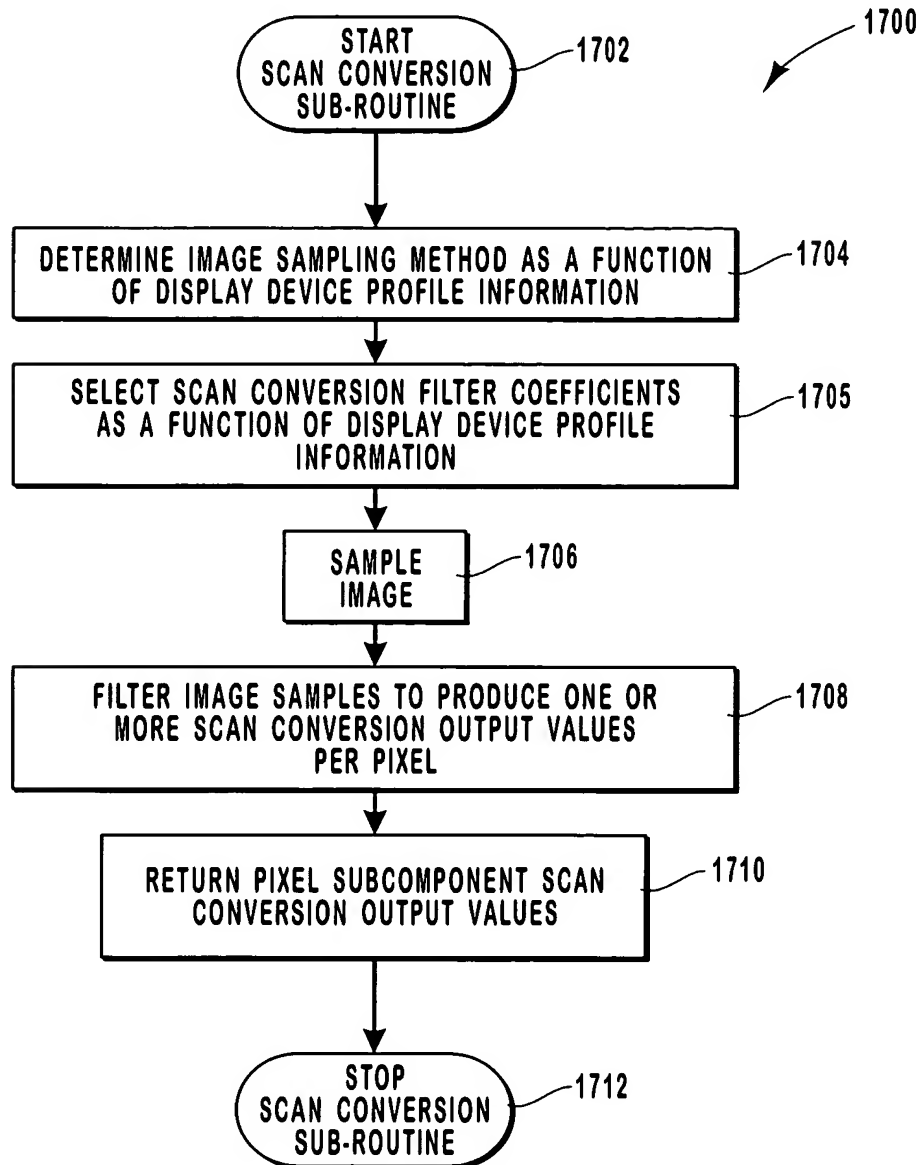 1700
START
SCAN CONVERSION
SUB-ROUTINE
1702
DETERMINE IMAGE SAMPLING METHOD AS A FUNCTION
OF DISPLAY DEVICE PROFILE INFORMATION
1704
SELECT SCAN CONVERSION FILTER COEFFICIENTS
AS A FUNCTION OF DISPLAY DEVICE PROFILE
INFORMATION
1705
SAMPLE
IMAGE
1706
FILTER IMAGE SAMPLES TO PRODUCE ONE OR
MORE SCAN CONVERSION OUTPUT VALUES
PER PIXEL
1708
RETURN PIXEL SUBCOMPONENT SCAN
CONVERSION OUTPUT VALUES
1710
STOP
SCAN CONVERSION
SUB-ROUTINE
1712